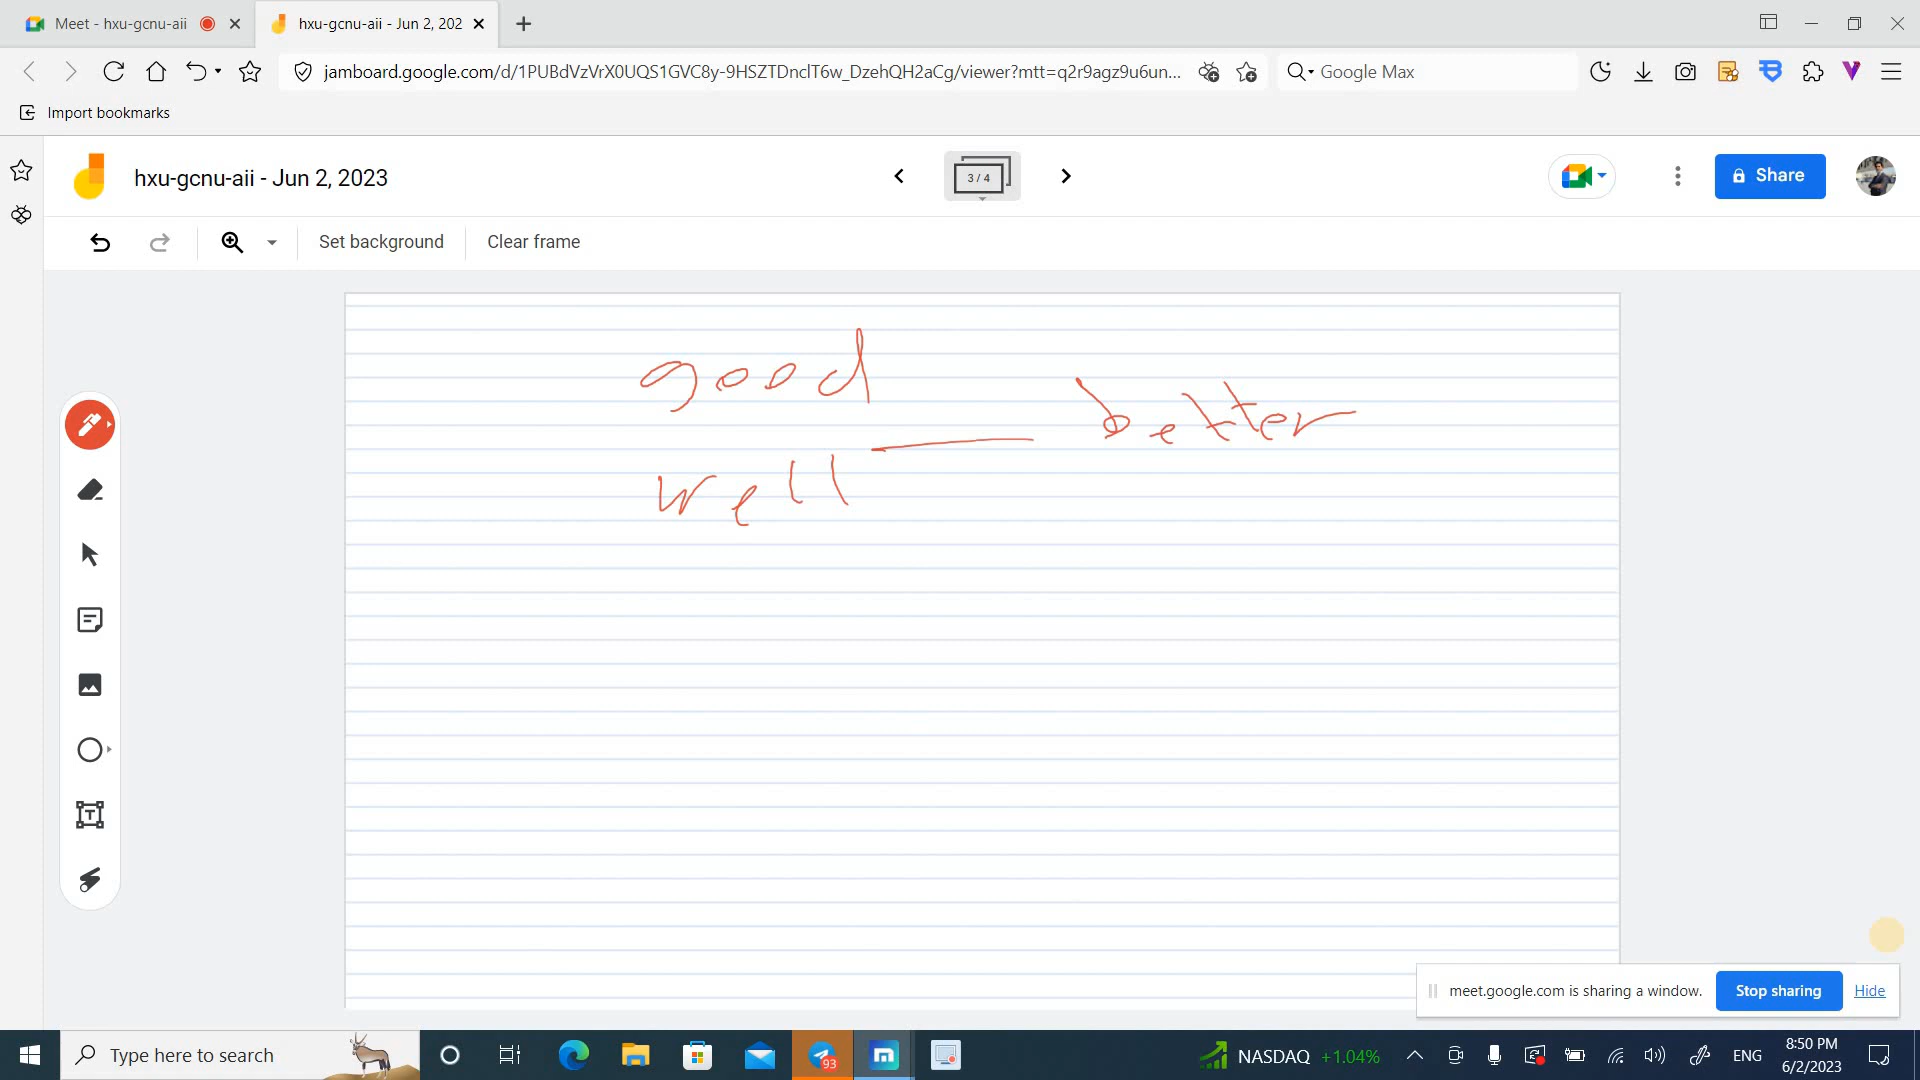 Meet - hxu-gcnu-aii
hxu-gcnu-aii - Jun 2, 202
jamboard.google.com/d/1PUBdVzVrX0UQS1GVC8y-9HSZTDnclT6w_DzehQH2aCg/viewer?mtt=q2r9agz9u6un...
Google Max
Import bookmarks
hxu-gcnu-aii - Jun 2, 2023
3 / 4
Share
Set background
Clear frame
good
better
well
meet.google.com is sharing a window.
Stop sharing
Hide
Type here to search
93
NASDAQ +1.04%
ENG
8:50 PM
6/2/2023